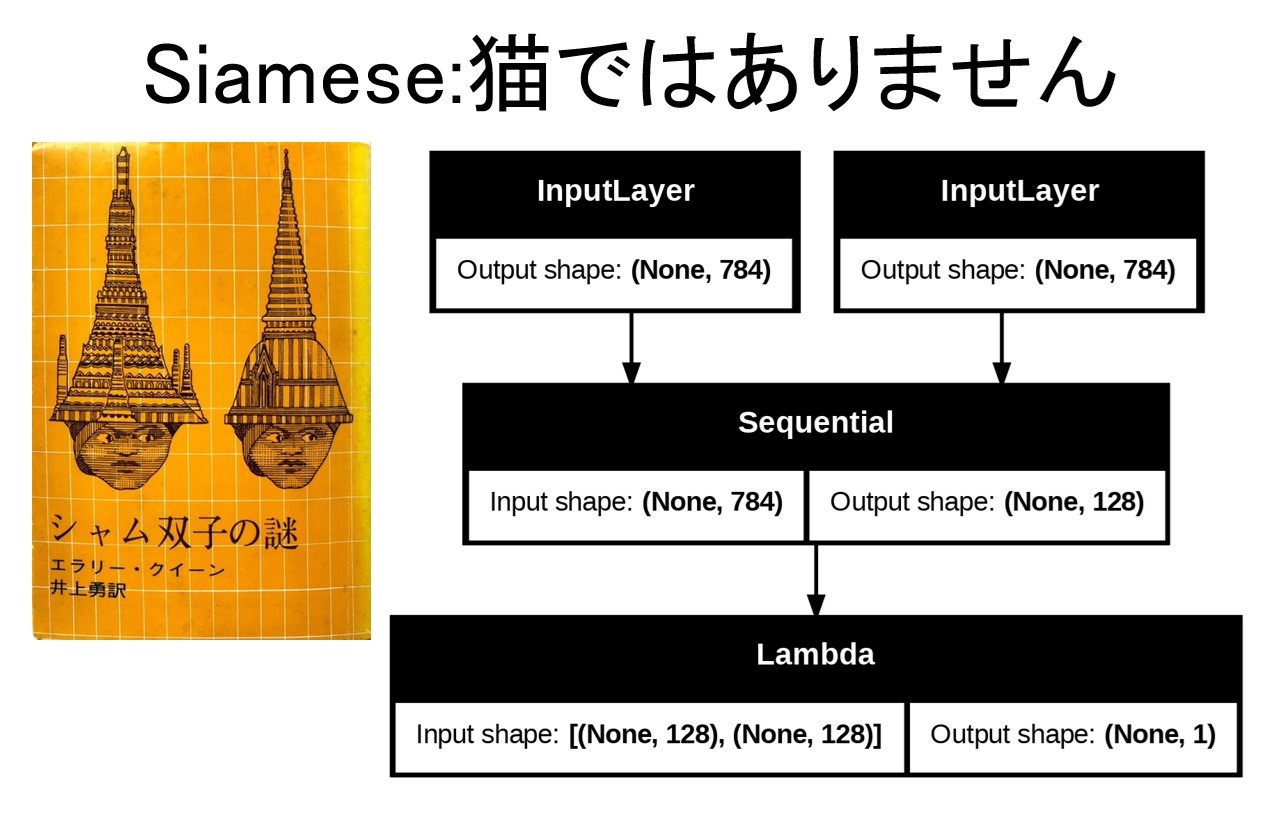 Siamese:猫ではありません
シャム双子の謎
エラリー・クイーン
井上勇訳
InputLayer
Output shape: (None, 784)
InputLayer
Output shape: (None, 784)
Sequential
Input shape: (None, 784)
Output shape: (None, 128)
Lambda
Input shape: [(None, 128), (None, 128)]
Output shape: (None, 1)